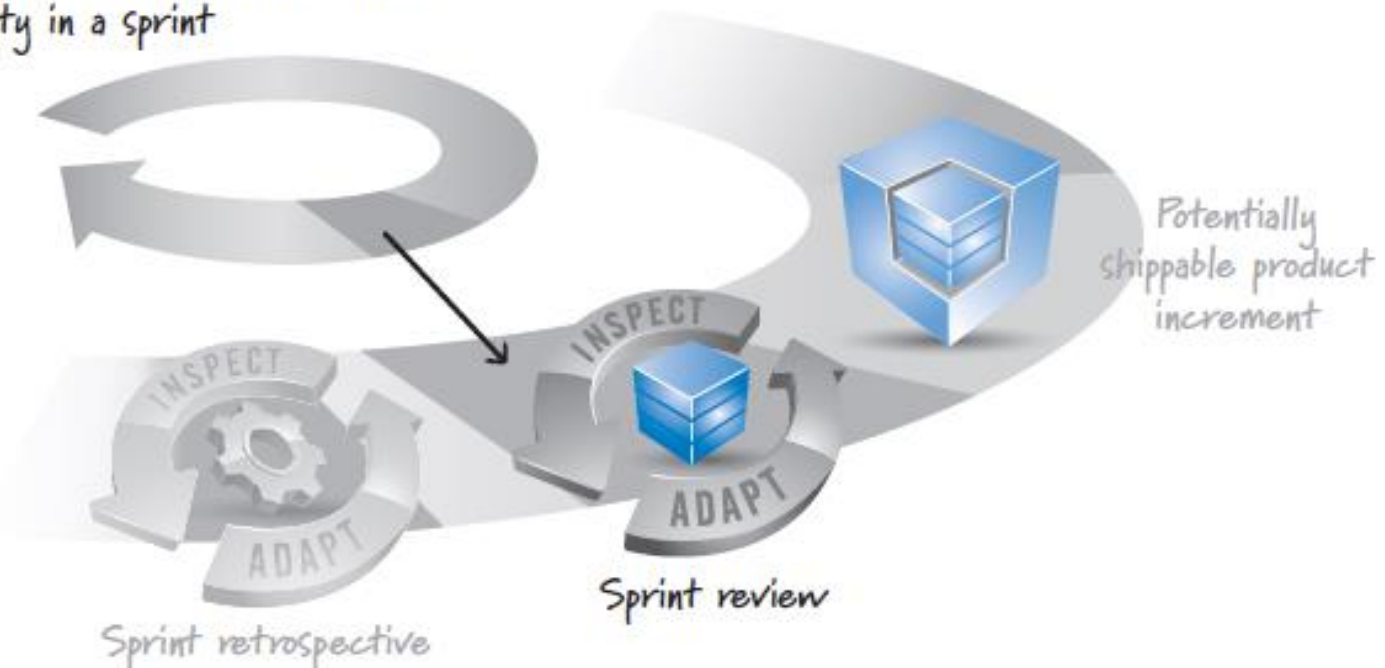 ty in a sprint
Potentially
shippable product
increment
INSPECT
INSPECT
ADAPT
ADAPT
Sprint review
Sprint retrospective